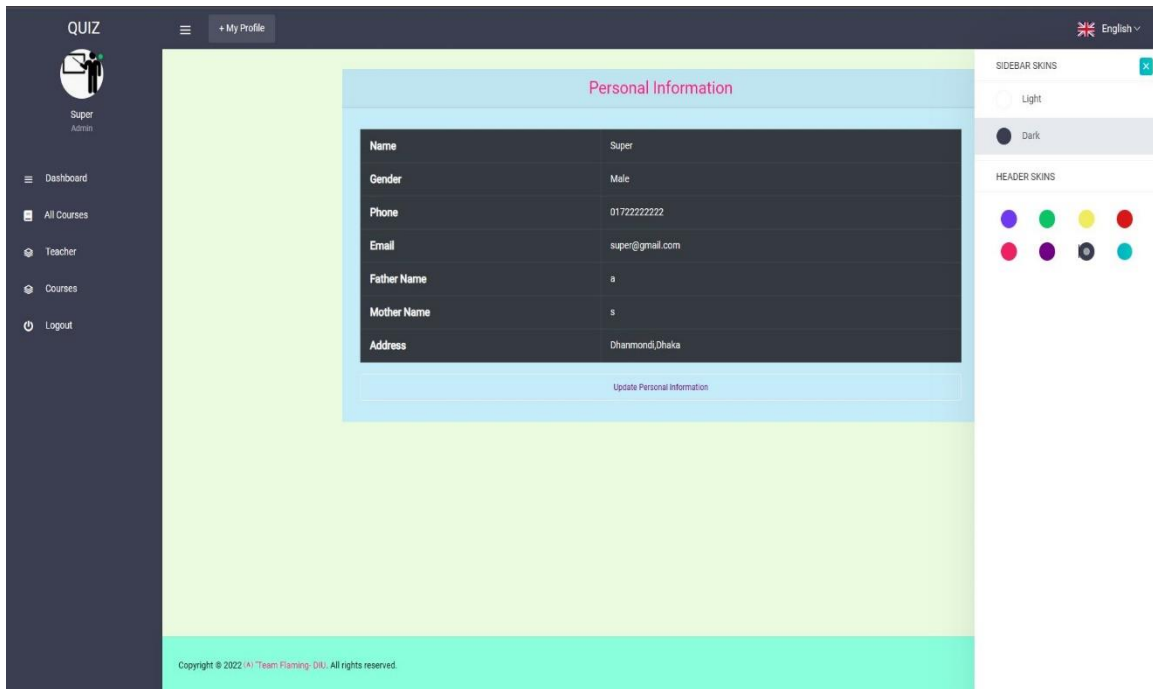 QUIZ
+ My Profile
English
Super
Admin
Dashboard
All Courses
Teacher
Courses
Logout
Personal Information
Name Super
Gender Male
Phone 01722222222
Email super@gmail.com
Father Name a
Mother Name s
Address Dhanmondi,Dhaka
Update Personal Information
SIDEBAR SKINS
Light
Dark
HEADER SKINS
Copyright © 2022 (A) "Team Flaming- DIU. All rights reserved.